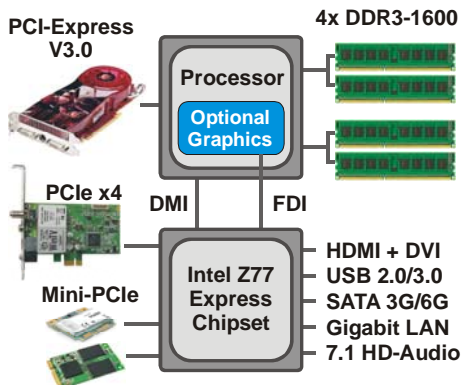 PCI-Express
V3.0
4x DDR3-1600
Processor
Optional
Graphics
PCIe x4
DMI
FDI
Mini-PCIe
Intel Z77
Express
Chipset
HDMI + DVI
USB 2.0/3.0
SATA 3G/6G
Gigabit LAN
7.1 HD-Audio